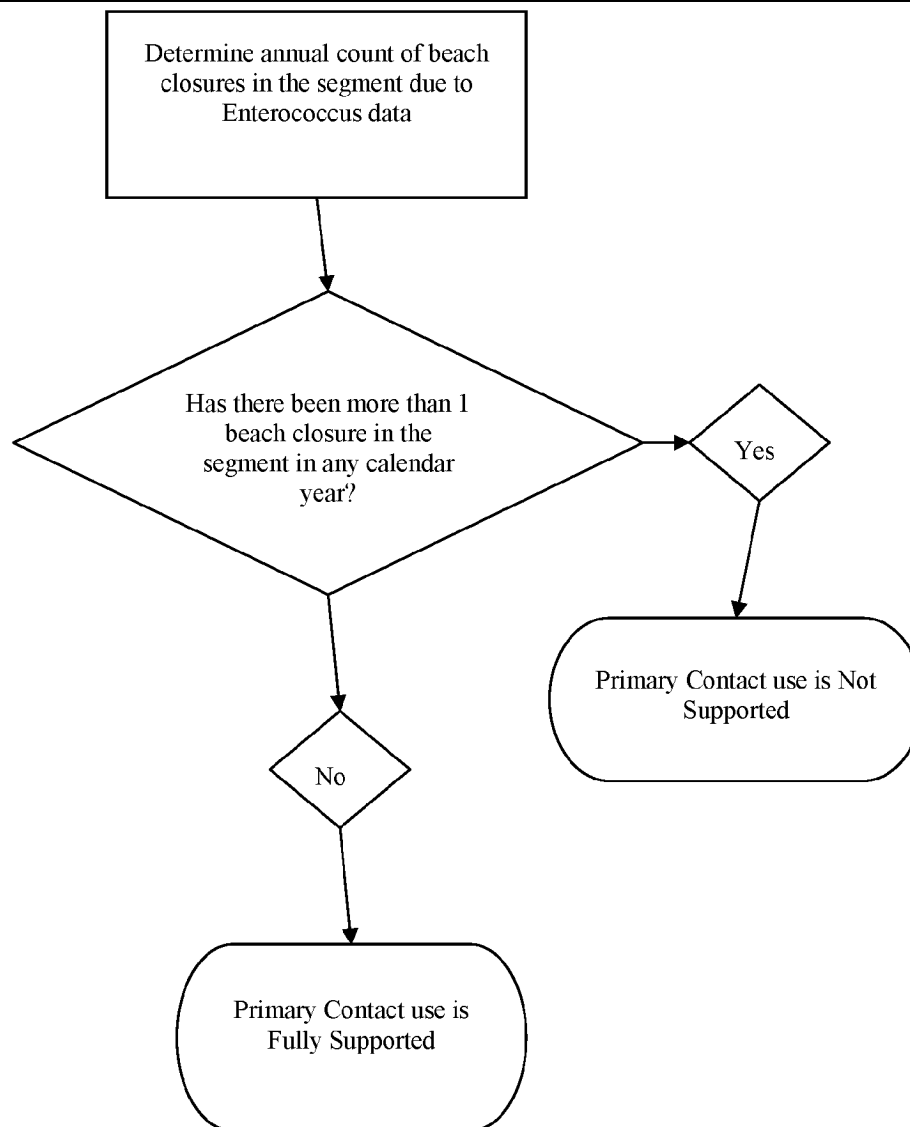 Determine annual count of beach
closures in the segment due to
Enterococcus data
Has there been more than 1
beach closure in the
segment in any calendar
year?
Yes
Primary Contact use is Not
Supported
No
Primary Contact use is
Fully Supported